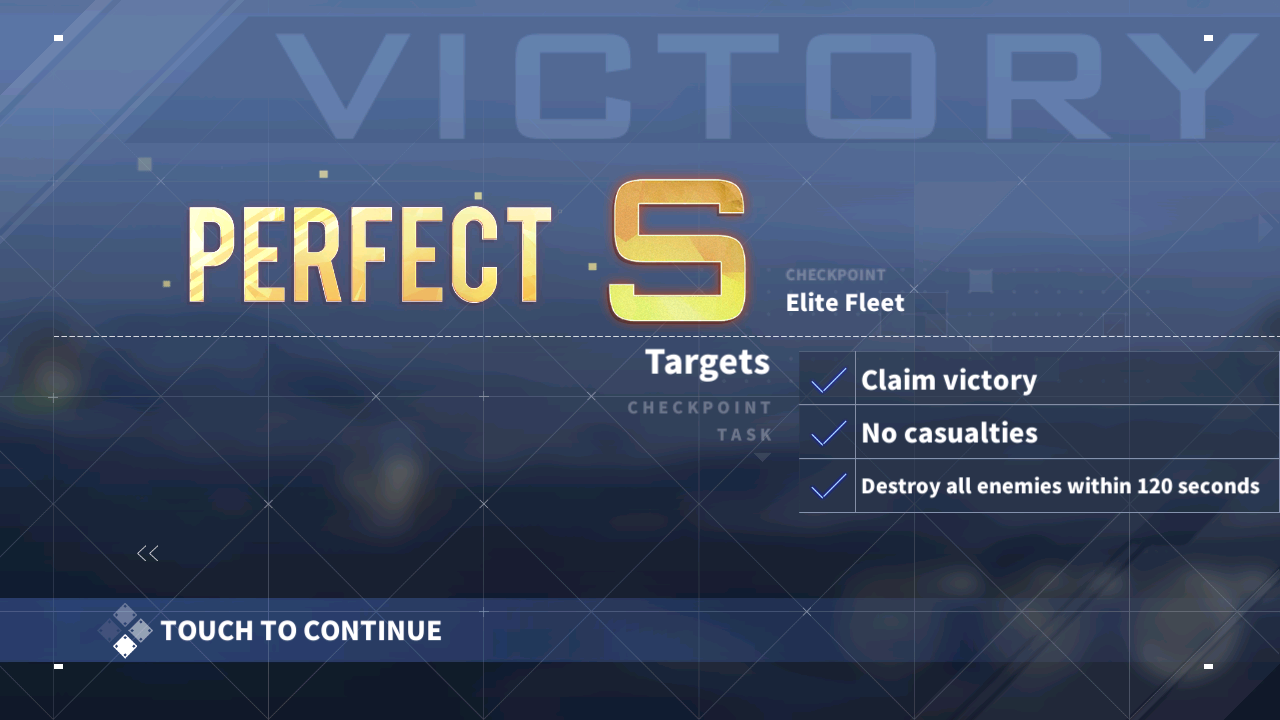 VICTORY
PERFECT S
CHECKPOINT
Elite Fleet
Targets
CHECKPOINT
TASK
Claim victory
No casualties
Destroy all enemies within 120 seconds
TOUCH TO CONTINUE